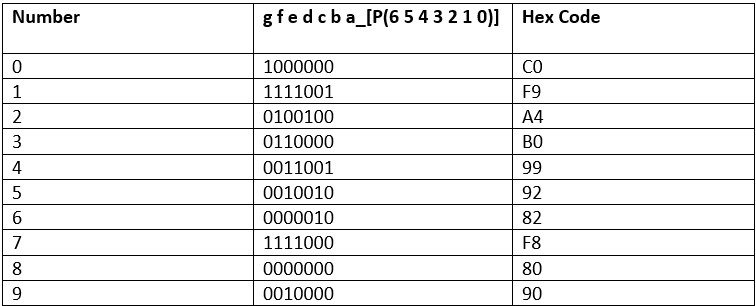 Number g f e d c b a_[P(6 5 4 3 2 1 0)] Hex Code
0 1000000 C0
1 1111001 F9
2 0100100 A4
3 0110000 B0
4 0011001 99
5 0010010 92
6 0000010 82
7 1111000 F8
8 0000000 80
9 0010000 90